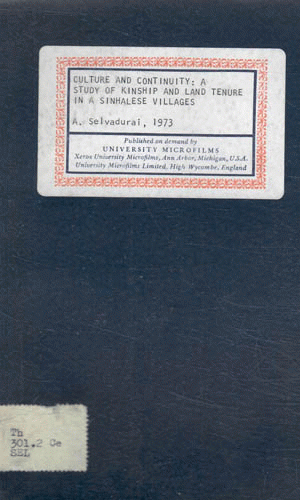 CULTURE AND CONTINUITY: A
STUDY OF KINSHIP AND LAND TENURE
IN A SINHALESE VILLAGES
A. Selvadurai, 1973
Published on demand by
UNIVERSITY MICROFILMS
Xerox University Microfilms, Ann Arbor, Michigan, U.S.A.
University Microfilms Limited, High Wycombe, England
Th
301.2 Ce
SEL